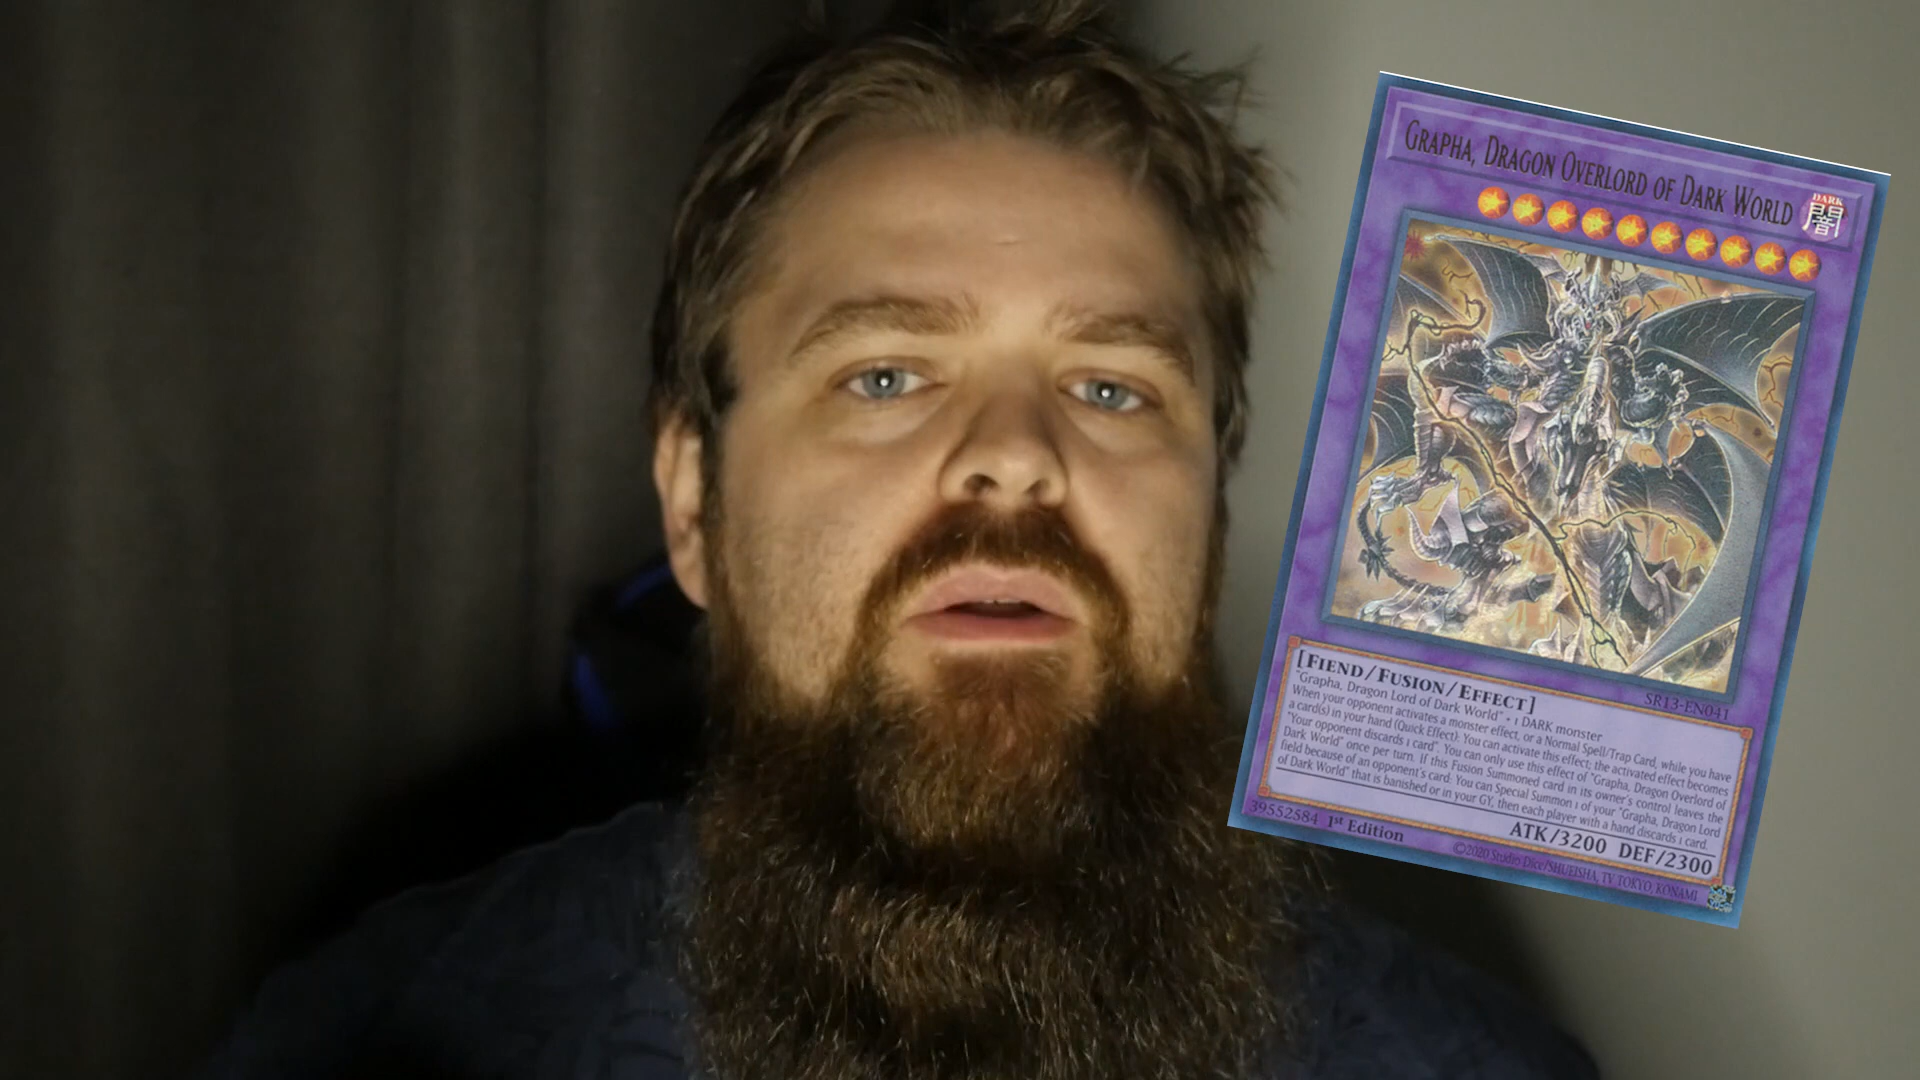 GRAPHA, DRAGON OVERLORD OF DARK WORLD
DARK
闇
[FIEND/FUSION/EFFECT]
SR13-EN041
"Grapha, Dragon Lord of Dark World" + 1 DARK monster
When your opponent activates a monster effect, or a Normal Spell/Trap Card, while you have
a card(s) in your hand (Quick Effect): You can activate this effect; the activated effect becomes
"Your opponent discards 1 card". You can only use this effect of "Grapha, Dragon Overlord of
Dark World" once per turn. If this Fusion Summoned card in its owner's control leaves the
field because of an opponent's card: You can Special Summon 1 of your "Grapha, Dragon Lord
of Dark World" that is banished or in your GY, then each player with a hand discards 1 card.
ATK/3200 DEF/2300
39552584 1st Edition
©2020 Studio Dice/SHUEISHA, TV TOKYO, KONAMI